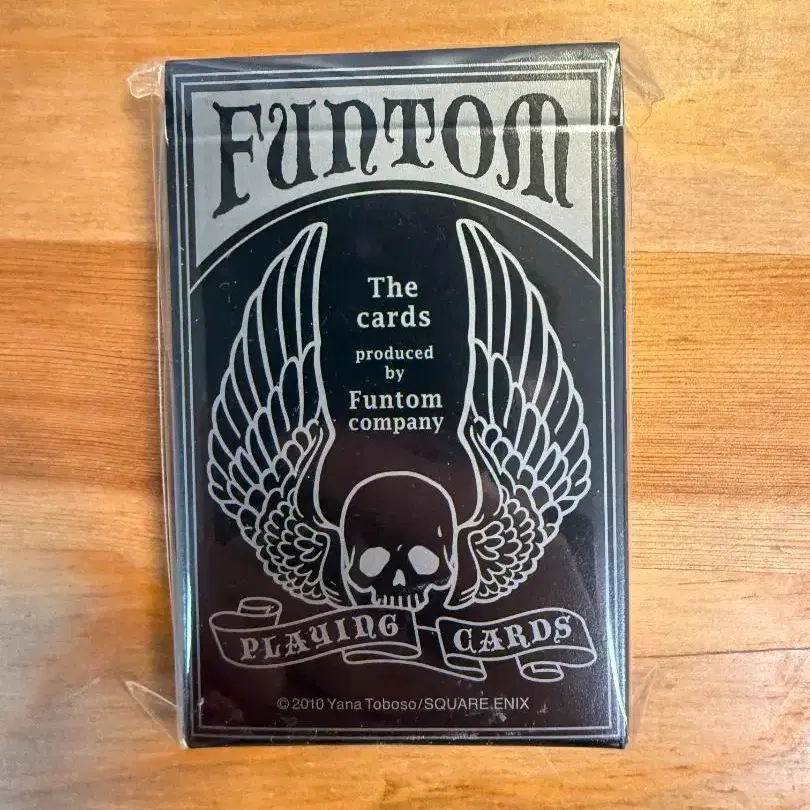 FUNTOM
The
cards
produced
by
Funtom
company
PLAYING CARDS
© 2010 Yana Toboso/SQUARE ENIX